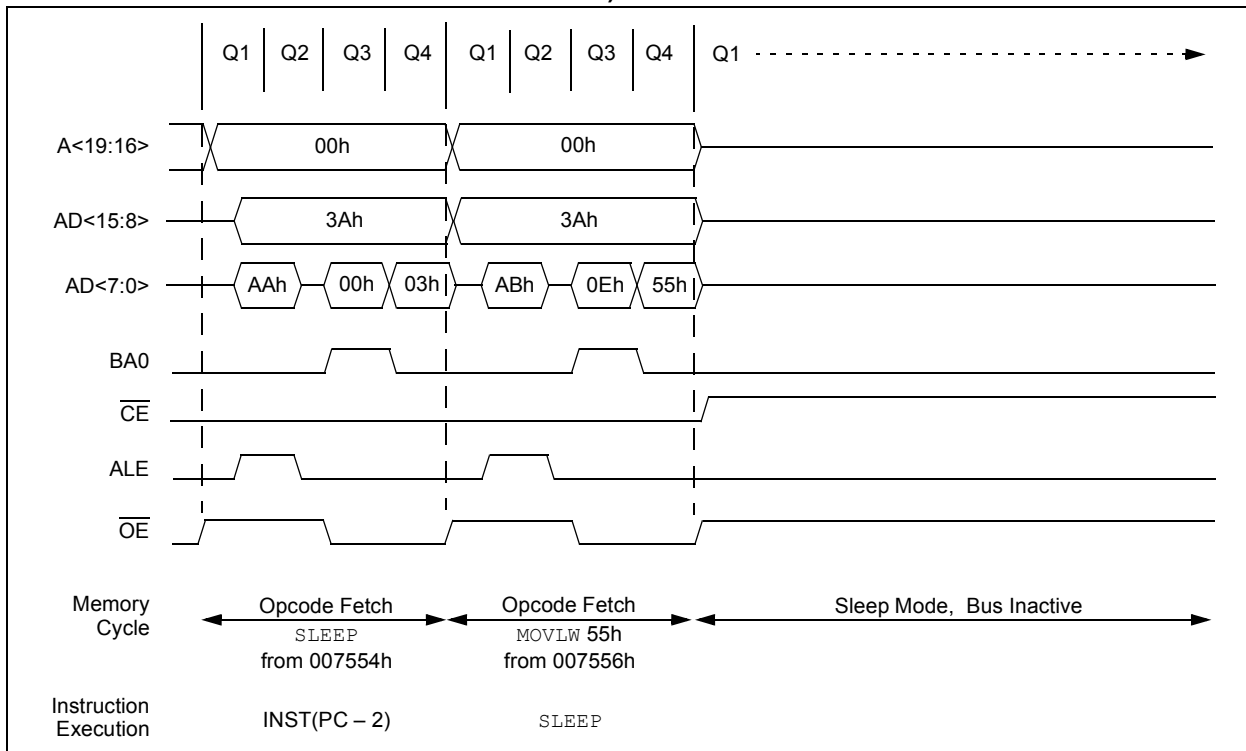 Q1 Q2 Q3 Q4 Q1 Q2 Q3 Q4 Q1
A<19:16> 00h 00h
AD<15:8> 3Ah 3Ah
AD<7:0> AAh 00h 03h ABh 0Eh 55h
BA0
CE
ALE
OE
Memory Cycle
Opcode Fetch
SLEEP
from 007554h
Opcode Fetch
MOVLW 55h
from 007556h
Sleep Mode, Bus Inactive
Instruction
Execution
INST(PC – 2) SLEEP